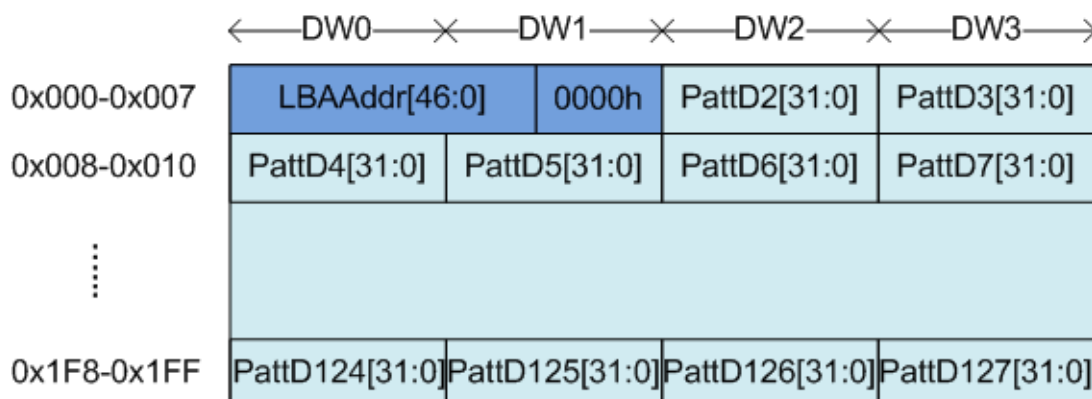 DW0 DW1 DW2 DW3
0x000-0x007 LBAAddr[46:0] 0000h PattD2[31:0] PattD3[31:0]
0x008-0x010 PattD4[31:0] PattD5[31:0] PattD6[31:0] PattD7[31:0]
0x1F8-0x1FF PattD124[31:0] PattD125[31:0] PattD126[31:0] PattD127[31:0]